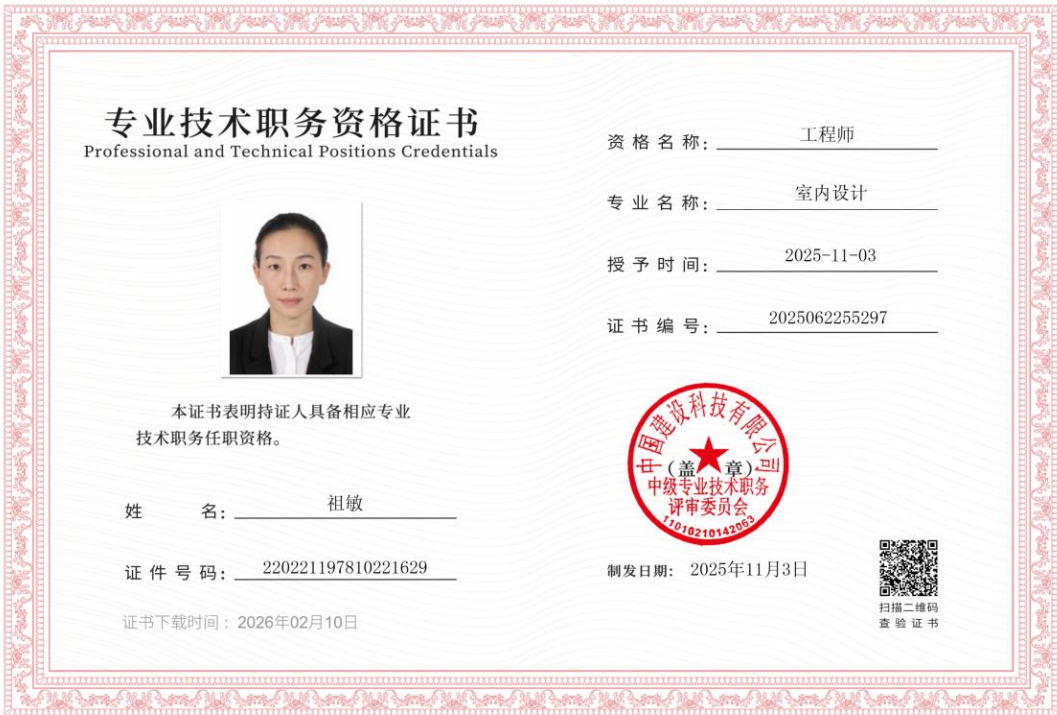 专业技术职务资格证书
Professional and Technical Positions Credentials
本证书表明持证人具备相应专业
技术职务任职资格。
姓 名: 祖敏
证件号码: 220221197810221629
证书下载时间: 2026年02月10日
资格名称: 工程师
专业名称: 室内设计
授予时间: 2025-11-03
证书编号: 2025062255297
中国建设科技有限公司
(盖 章)
中级专业技术职务
评审委员会
11010210142063
制发日期: 2025年11月3日
扫描二维码
查验证书